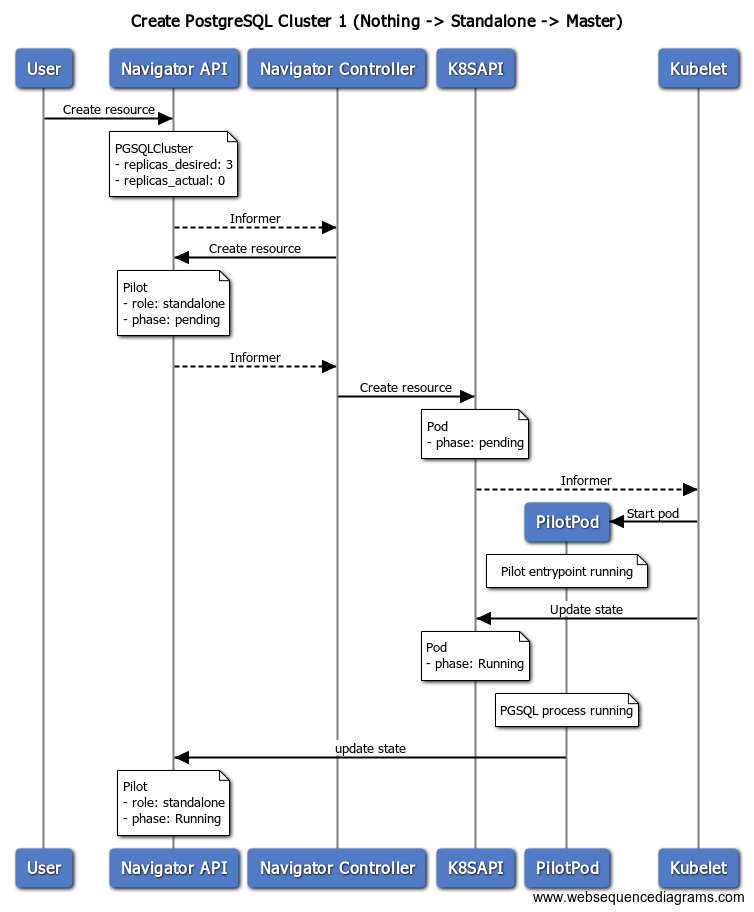 Create PostgreSQL Cluster 1 (Nothing -> Standalone -> Master)
User
Navigator API
Navigator Controller
K8SAPI
Kubelet
Create resource
PGSQLCluster
- replicas_desired: 3
- replicas_actual: 0
Informer
Create resource
Pilot
- role: standalone
- phase: pending
Informer
Create resource
Pod
- phase: pending
Informer
PilotPod
Start pod
Pilot entrypoint running
Update state
Pod
- phase: Running
PGSQL process running
update state
Pilot
- role: standalone
- phase: Running
User
Navigator API
Navigator Controller
K8SAPI
PilotPod
Kubelet
www.websequencediagrams.com